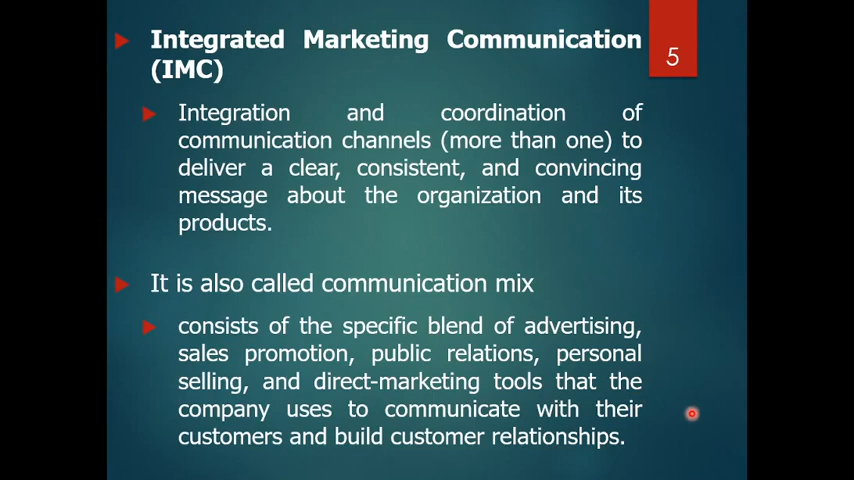 Integrated Marketing Communication
(IMC)
5
Integration and coordination of
communication channels (more than one) to
deliver a clear, consistent, and convincing
message about the organization and its
products.
It is also called communication mix
consists of the specific blend of advertising,
sales promotion, public relations, personal
selling, and direct-marketing tools that the
company uses to communicate with their
customers and build customer relationships.